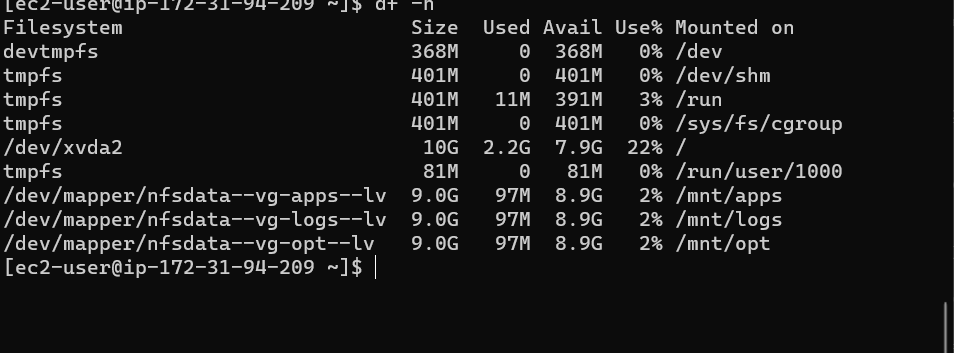 [ec2-user@ip-172-31-94-209 ~]$ df -h
Filesystem                        Size  Used Avail Use% Mounted on
devtmpfs                          368M     0  368M   0% /dev
tmpfs                             401M     0  401M   0% /dev/shm
tmpfs                             401M   11M  391M   3% /run
tmpfs                             401M     0  401M   0% /sys/fs/cgroup
/dev/xvda2                         10G  2.2G  7.9G  22% /
tmpfs                              81M     0   81M   0% /run/user/1000
/dev/mapper/nfsdata--vg-apps--lv  9.0G   97M  8.9G   2% /mnt/apps
/dev/mapper/nfsdata--vg-logs--lv  9.0G   97M  8.9G   2% /mnt/logs
/dev/mapper/nfsdata--vg-opt--lv   9.0G   97M  8.9G   2% /mnt/opt
[ec2-user@ip-172-31-94-209 ~]$